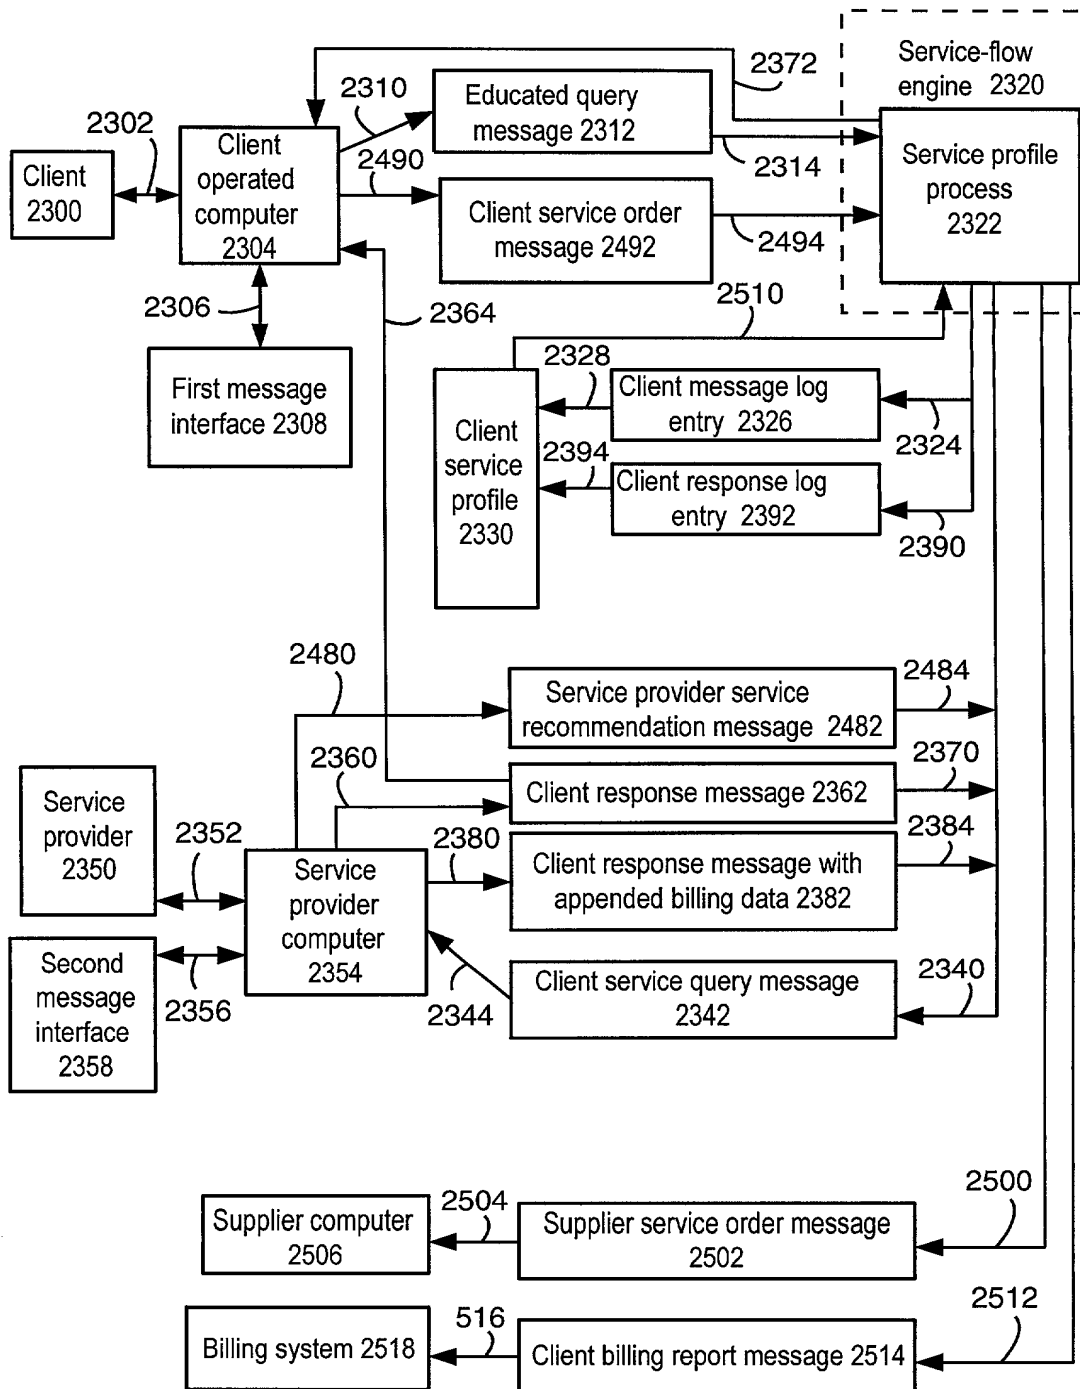 2372
Service-flow
engine 2320
2310
Educated query
message 2312
2302
Client
operated
computer
2304
2490
2314
Service profile
process
2322
Client
2300
Client service order
message 2492
2494
2306
2364
2510
First message
interface 2308
2328
Client message log
entry 2326
2324
Client
service
profile
2330
2394
Client response log
entry 2392
2390
2480
Service provider service
recommendation message 2482
2484
2360
Client response message 2362
2370
Service
provider
2350
2352
Service
provider
computer
2354
2380
Client response message with
appended billing data 2382
2384
Second
message
interface
2358
2356
2344
Client service query message
2342
2340
Supplier computer
2506
2504
Supplier service order message
2502
2500
Billing system 2518
516
Client billing report message 2514
2512